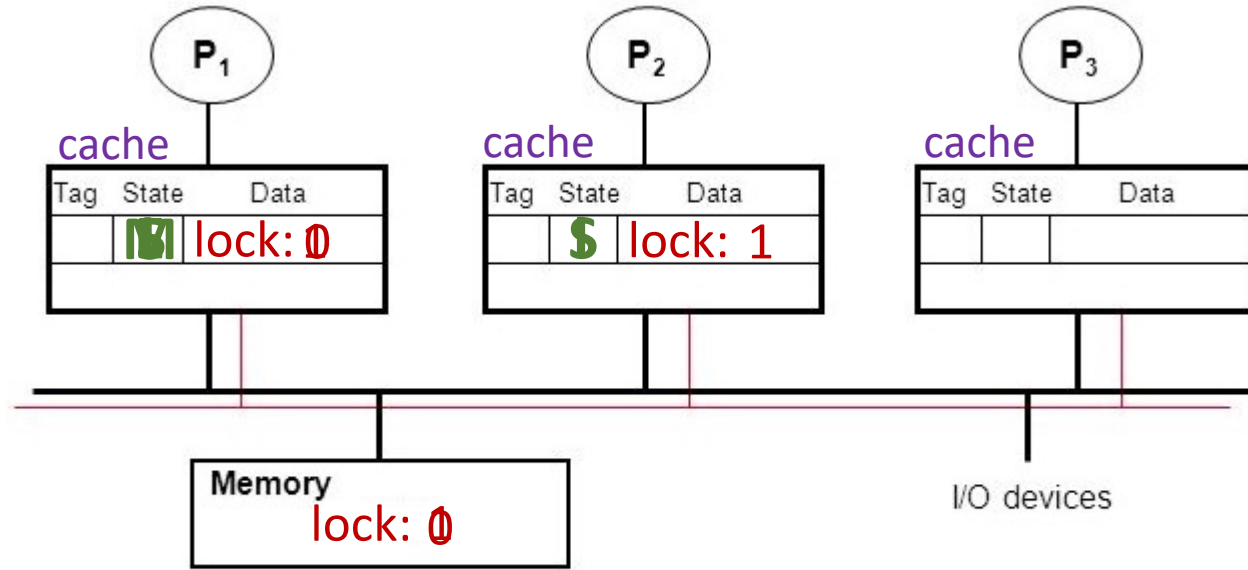 P1 P2 P3
cache cache cache
Tag State Data Tag State Data Tag State Data
lock: lock: 1
Memory
lock:
I/O devices